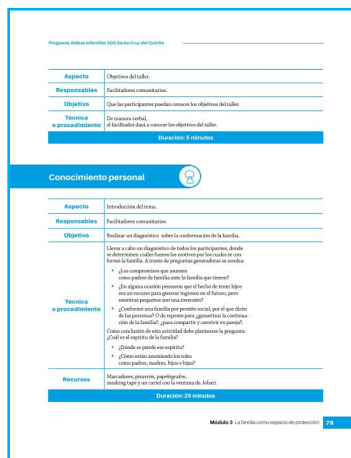 Programa Aldeas Infantiles SOS Santa Cruz del Quiche
Aspecto
Objetivos del taller.
Responsables
Facilitadores comunitarios.
Objetivo
Que las participantes puedan conocer los objetivos del taller.
Técnica
o procedimiento
De manera verbal,
el facilitador dará a conocer los objetivos del taller.
Duración: 5 minutos
Conocimiento personal
Aspecto
Introducción del tema.
Responsables
Facilitadores comunitarios.
Objetivo
Realizar un diagnóstico sobre la conformación de la familia.
Técnica
o procedimiento
Llevar a cabo un diagnóstico de todos los participantes, donde
se determinen cuáles fueron los motivos por los cuales se con-
formó la familia. A través de preguntas generadoras se sondea:
• ¿Los compromisos que asumen
como padres de familia ante la familia que tienen?
• ¿En alguna ocasión pensaron que el hecho de tener hijos
era un recurso para generar ingresos en el futuro, pero
mientras pequeños son una inversión?
• ¿Conformé una familia por presión social, por el que dirán
de las personas? O de repente para ¿garantizar la continua-
ción de la familia?, ¿para compartir y convivir en pareja?.
Como conclusión de esta actividad debe plantearse la pregunta:
¿Cuál es el espíritu de la familia?
• ¿Dónde se pierde ese espíritu?
• ¿Cómo están asumiendo los roles
como padres, madres, hijos e hijas?
Recursos
Marcadores, pizarrón, papelógrafos,
masking tape y un cartel con la ventana de Johari.
Duración: 25 minutos
Modulo 3 La familia como espacio de protección 79